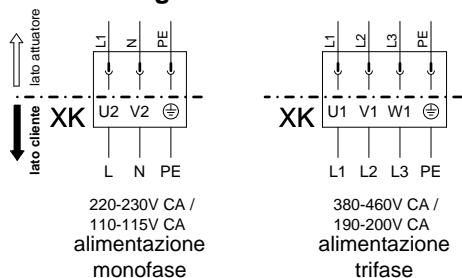 L1 N PE
L1 L2 L3 PE
lato attuatore
lato cliente
XK U2 V2
XK U1 V1 W1
L N PE
L1 L2 L3 PE
220-230V CA /
110-115V CA
alimentazione
monofase
380-460V CA /
190-200V CA
alimentazione
trifase